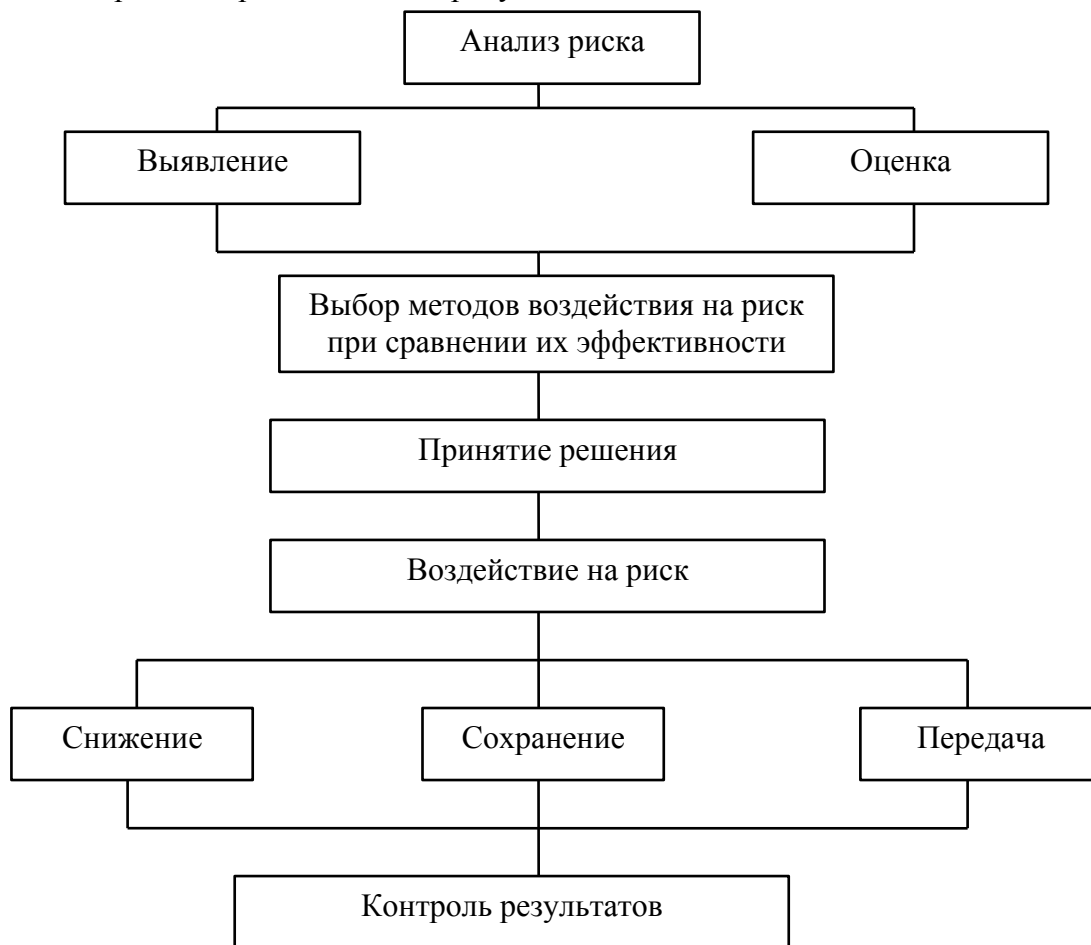 Анализ риска
Выявление
Оценка
Выбор методов воздействия на риск
при сравнении их эффективности
Принятие решения
Воздействие на риск
Снижение
Сохранение
Передача
Контроль результатов